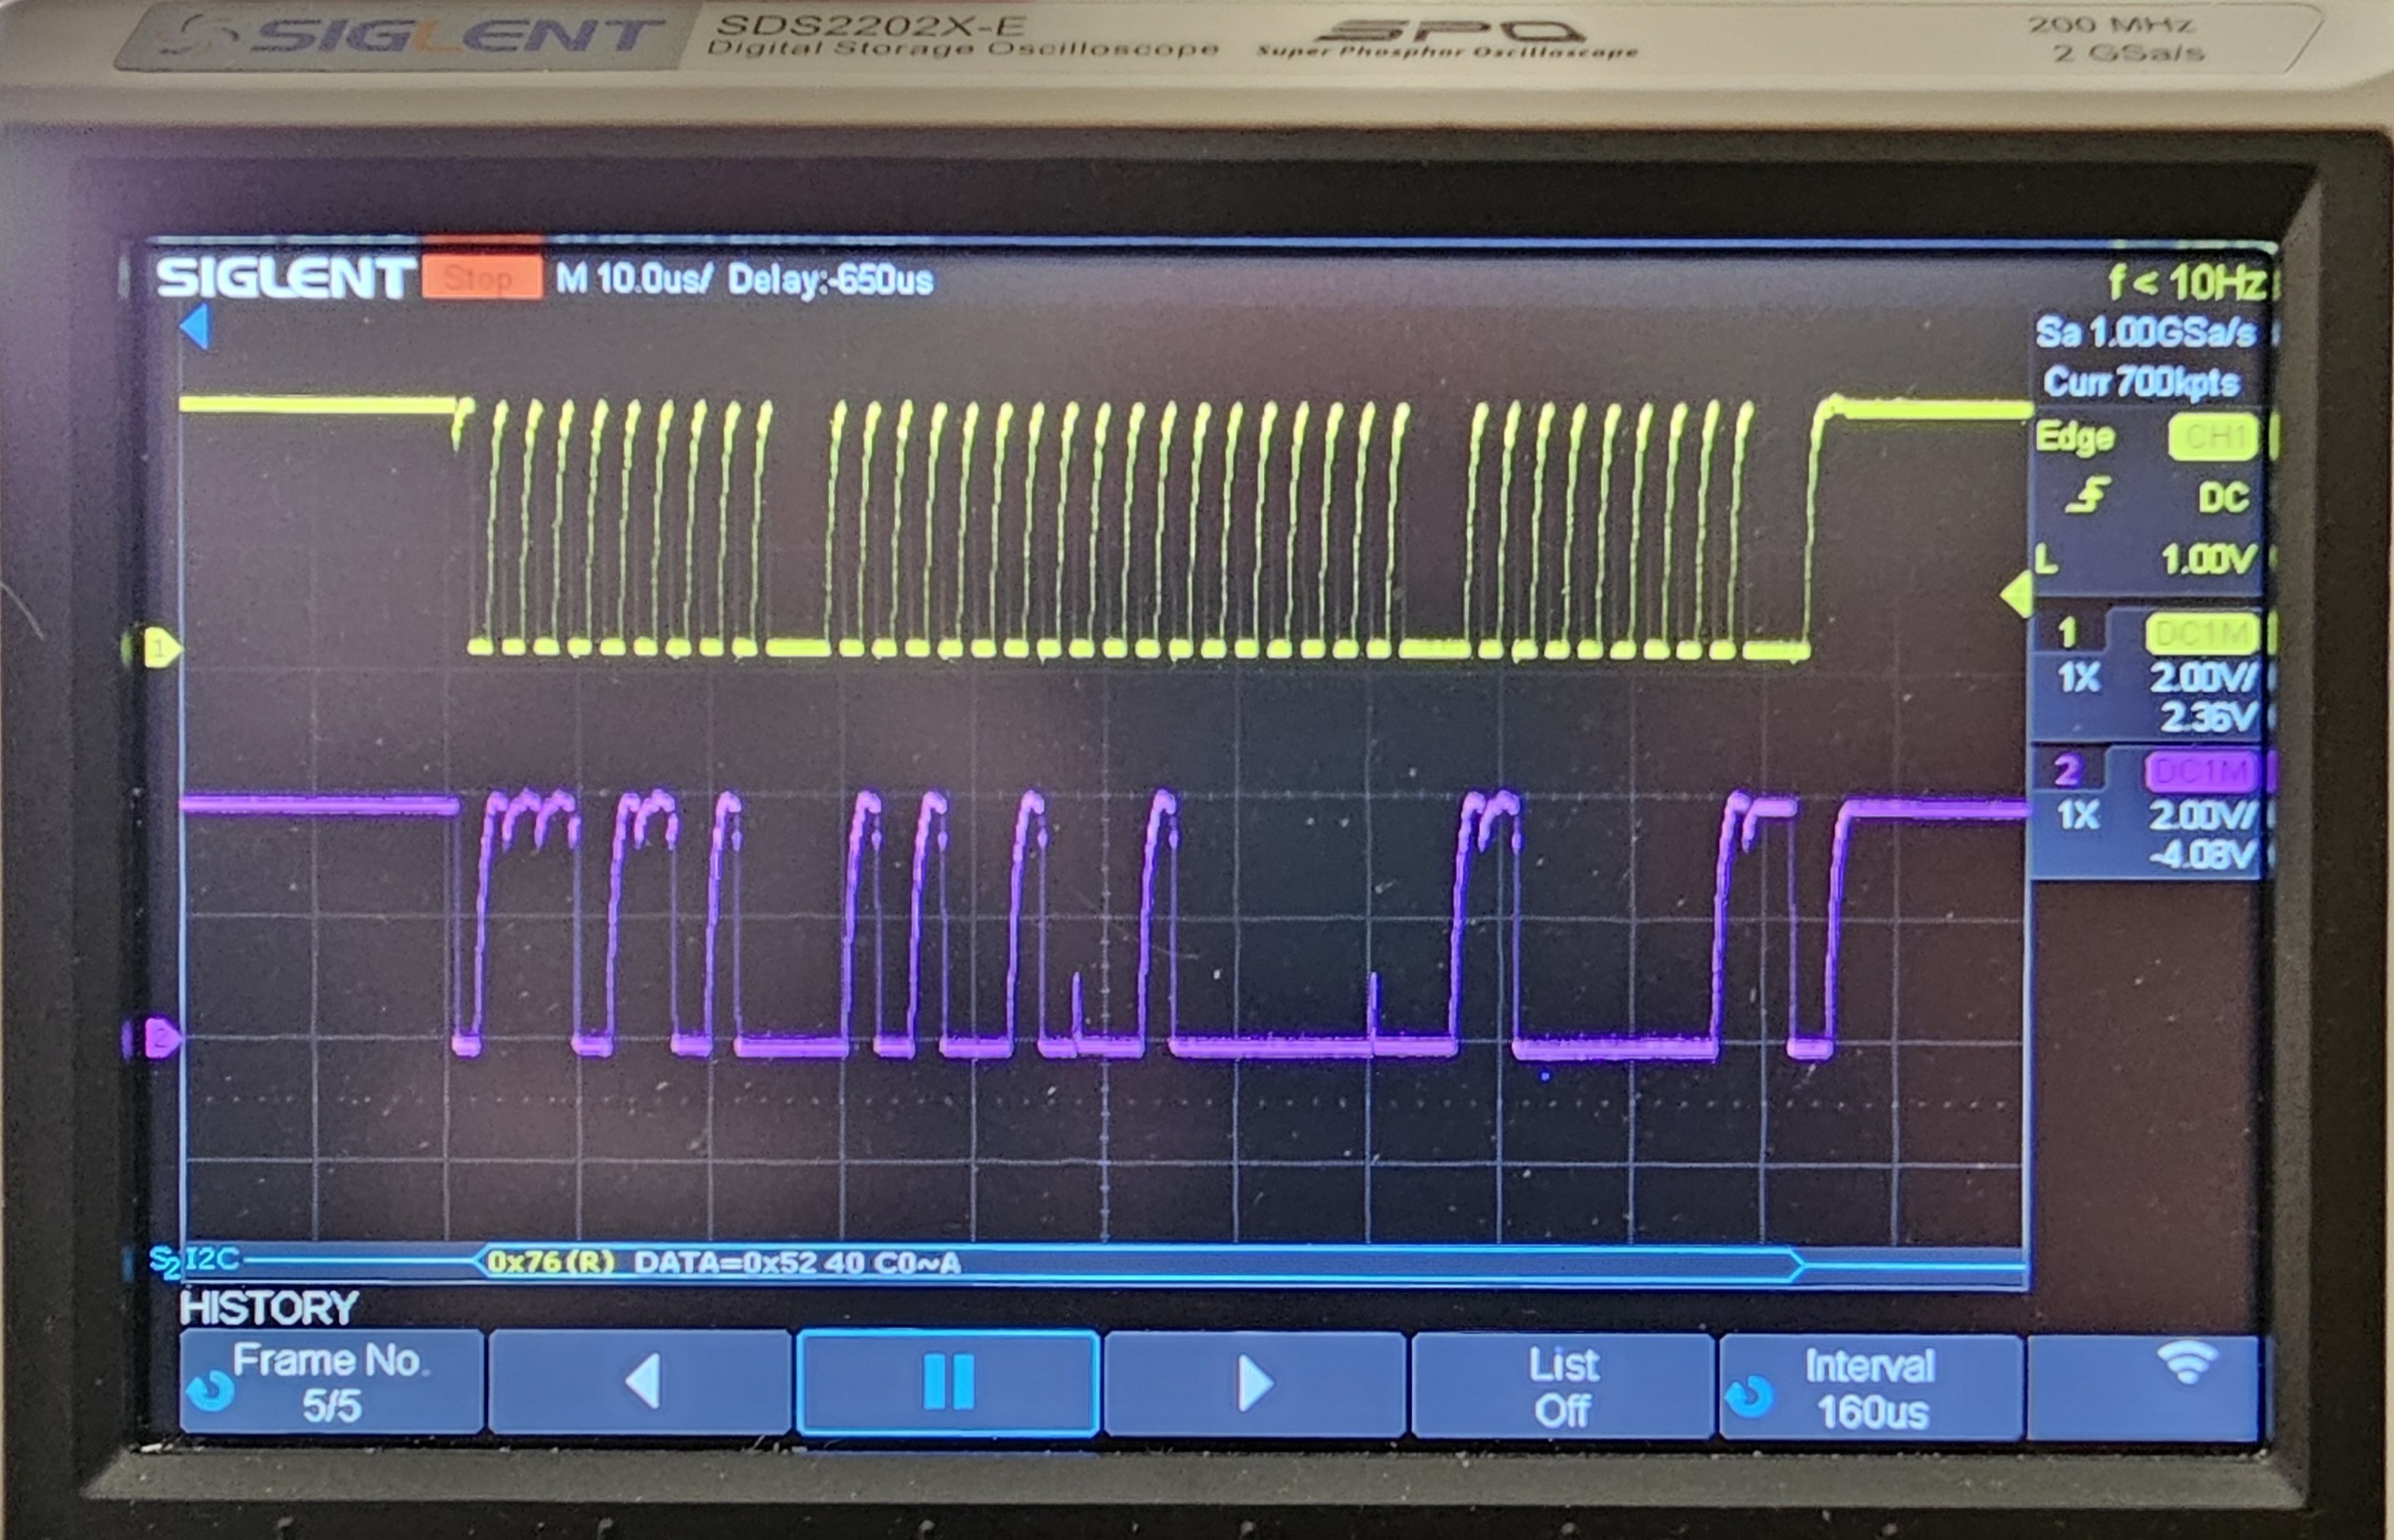 SIGLENT SDS2202X-E SPO 200 MHz
Digital Storage Oscilloscope Super Phosphor Oscilloscope 2 GSa/s
SIGLENT Stop M 10.0us/ Delay:-650us f < 10Hz
Sa 1.00GSa/s
Curr 700kpts
Edge CH1
DC
L 1.00V
1 DC1M
1X 2.00V/
2.36V
2 DC1M
1X 2.00V/
-4.08V
1
2
S2 I2C 0x76(R) DATA=0x52 40 C0~A
HISTORY
Frame No. List Interval
5/5 Off 160us